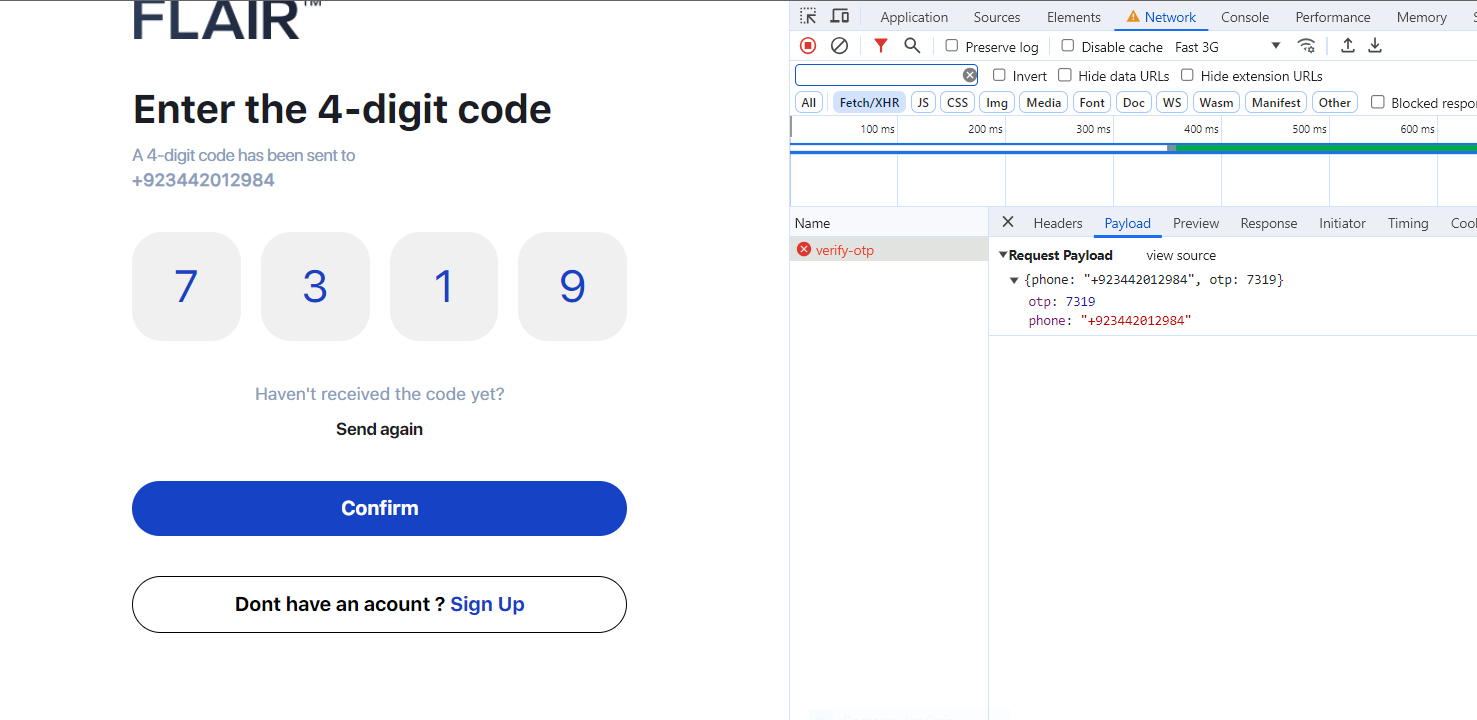 FLAIR™
Enter the 4-digit code
A 4-digit code has been sent to
+923442012984
7 3 1 9
Haven't received the code yet?
Send again
Confirm
Dont have an acount ? Sign Up
Application Sources Elements Network Console Performance Memory
Preserve log Disable cache Fast 3G
Invert Hide data URLs Hide extension URLs
All Fetch/XHR JS CSS Img Media Font Doc WS Wasm Manifest Other Blocked respo
100 ms 200 ms 300 ms 400 ms 500 ms 600 ms
Name
verify-otp
Headers Payload Preview Response Initiator Timing Cool
Request Payload view source
{phone: "+923442012984", otp: 7319}
otp: 7319
phone: "+923442012984"